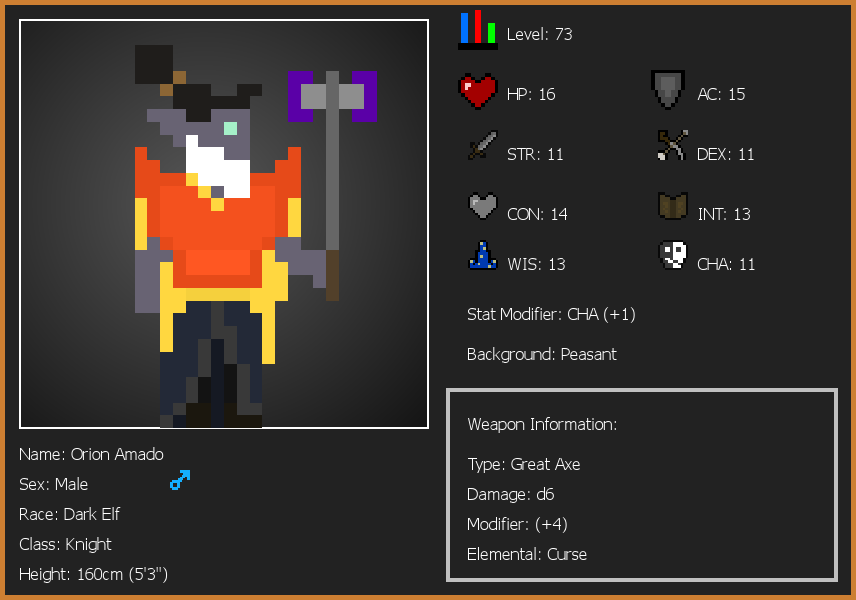 Level: 73
HP: 16
AC: 15
STR: 11
DEX: 11
CON: 14
INT: 13
WIS: 13
CHA: 11
Stat Modifier: CHA (+1)
Background: Peasant
Weapon Information:
Type: Great Axe
Damage: d6
Modifier: (+4)
Elemental: Curse
Name: Orion Amado
Sex: Male
Race: Dark Elf
Class: Knight
Height: 160cm (5'3")